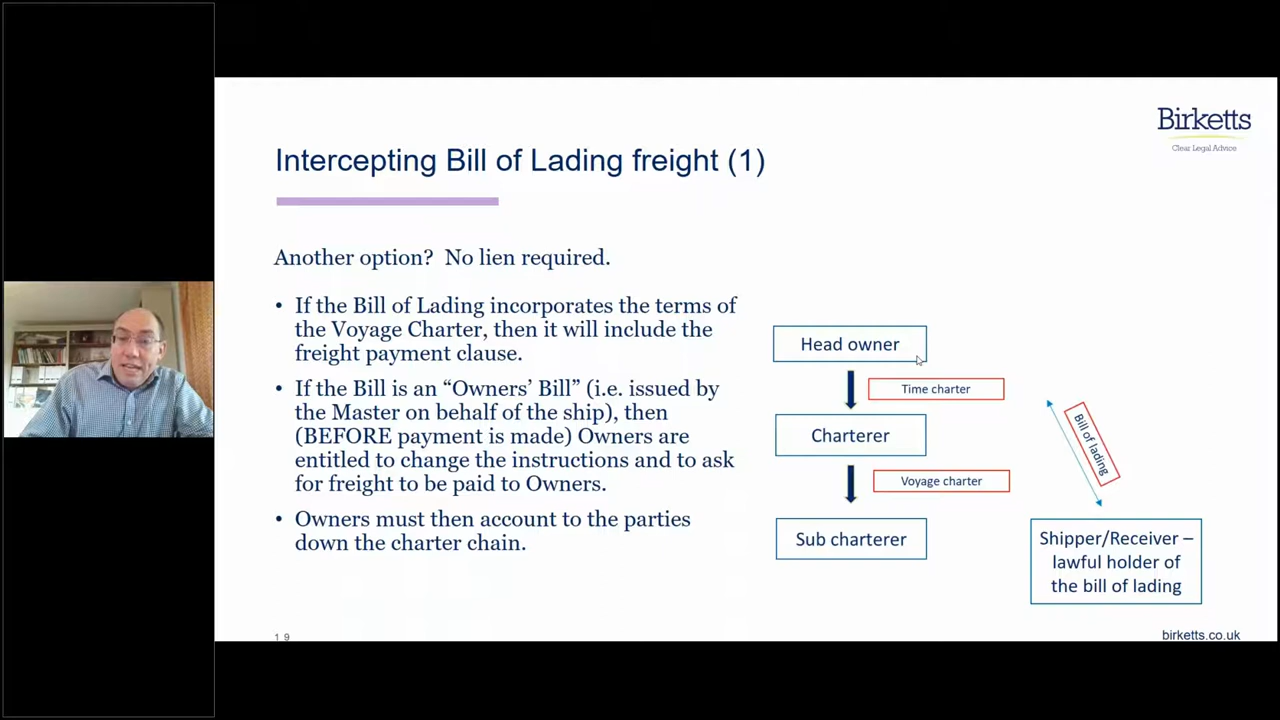 Birketts
Clear Legal Advice
Intercepting Bill of Lading freight (1)
Another option? No lien required.
• If the Bill of Lading incorporates the terms of
the Voyage Charter, then it will include the
freight payment clause.
• If the Bill is an “Owners’ Bill” (i.e. issued by
the Master on behalf of the ship), then
(BEFORE payment is made) Owners are
entitled to change the instructions and to ask
for freight to be paid to Owners.
• Owners must then account to the parties
down the charter chain.
Head owner
Time charter
Charterer
Voyage charter
Sub charterer
Bill of lading
Shipper/Receiver –
lawful holder of
the bill of lading
19
birketts.co.uk